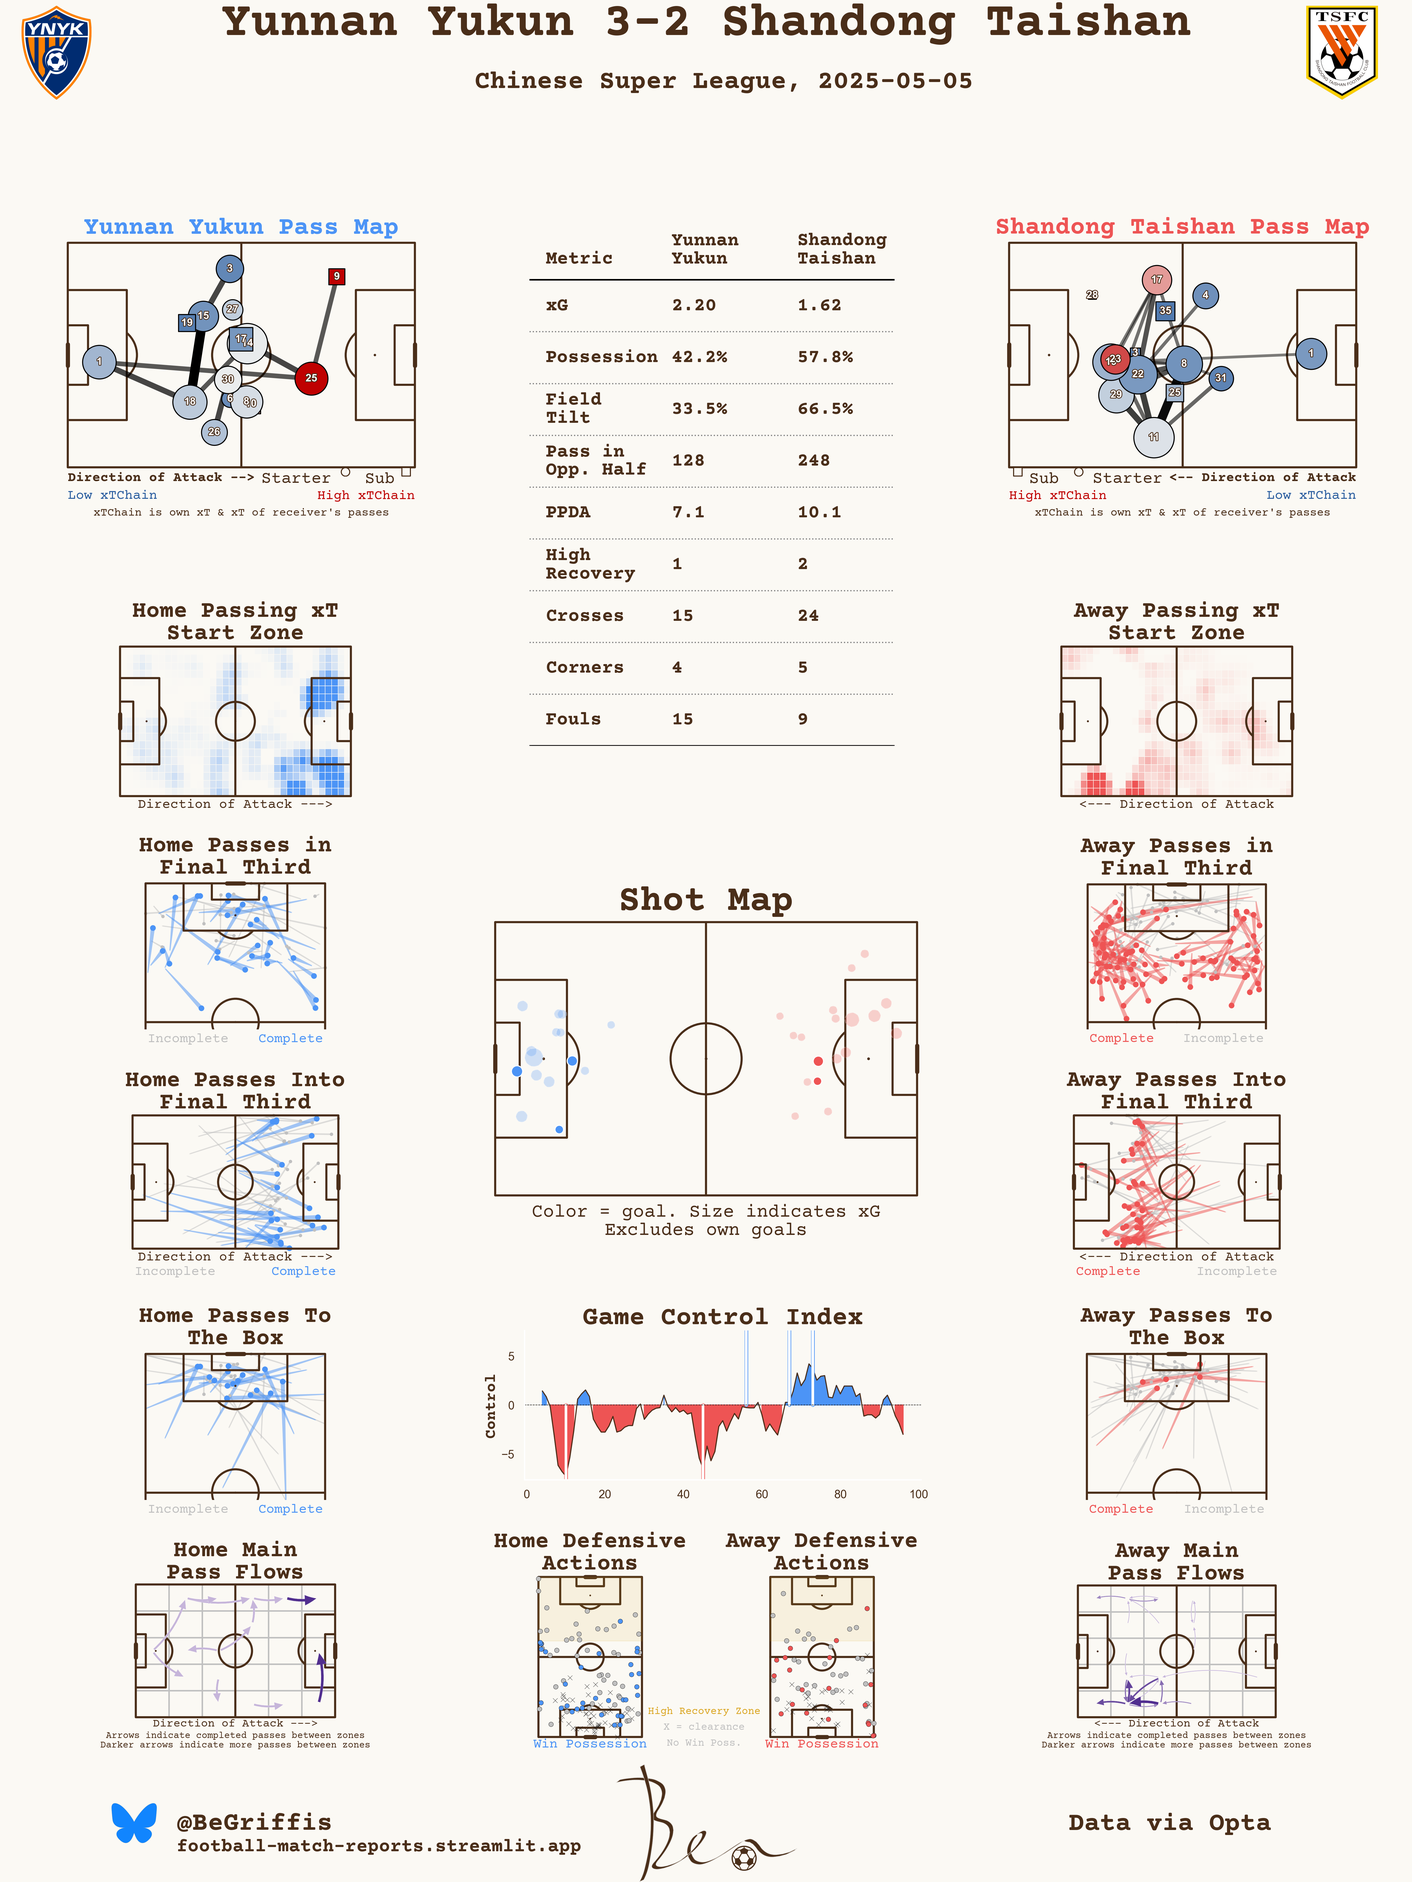 Yunnan Yukun 3-2 Shandong Taishan
Chinese Super League, 2025-05-05
YNYK
TSFC
Yunnan Yukun Pass Map
3
9
27
19
15
17
14
1
25
30
18
6
8
10
26
Direction of Attack --> Starter Sub
Low xTChain High xTChain
xTChain is own xT & xT of receiver's passes
Metric Yunnan Yukun Shandong Taishan
xG 2.20 1.62
Possession 42.2% 57.8%
Field Tilt 33.5% 66.5%
Pass in Opp. Half 128 248
PPDA 7.1 10.1
High Recovery 1 2
Crosses 15 24
Corners 4 5
Fouls 15 9
Shandong Taishan Pass Map
17
28
4
35
3
23
8
1
22
31
29
25
11
Sub Starter <-- Direction of Attack
High xTChain Low xTChain
xTChain is own xT & xT of receiver's passes
Home Passing xT
Start Zone
Direction of Attack --->
Away Passing xT
Start Zone
<--- Direction of Attack
Home Passes in
Final Third
Incomplete Complete
Away Passes in
Final Third
Complete Incomplete
Shot Map
Color = goal. Size indicates xG
Excludes own goals
Home Passes Into
Final Third
Direction of Attack --->
Incomplete Complete
Away Passes Into
Final Third
<--- Direction of Attack
Complete Incomplete
Home Passes To
The Box
Incomplete Complete
Game Control Index
Control
5
0
−5
0 20 40 60 80 100
Away Passes To
The Box
Complete Incomplete
Home Main
Pass Flows
Direction of Attack --->
Arrows indicate completed passes between zones
Darker arrows indicate more passes between zones
Home Defensive
Actions
Win Possession
Away Defensive
Actions
Win Possession
High Recovery Zone
X = clearance
No Win Poss.
Away Main
Pass Flows
<--- Direction of Attack
Arrows indicate completed passes between zones
Darker arrows indicate more passes between zones
@BeGriffis
football-match-reports.streamlit.app
Ben
Data via Opta